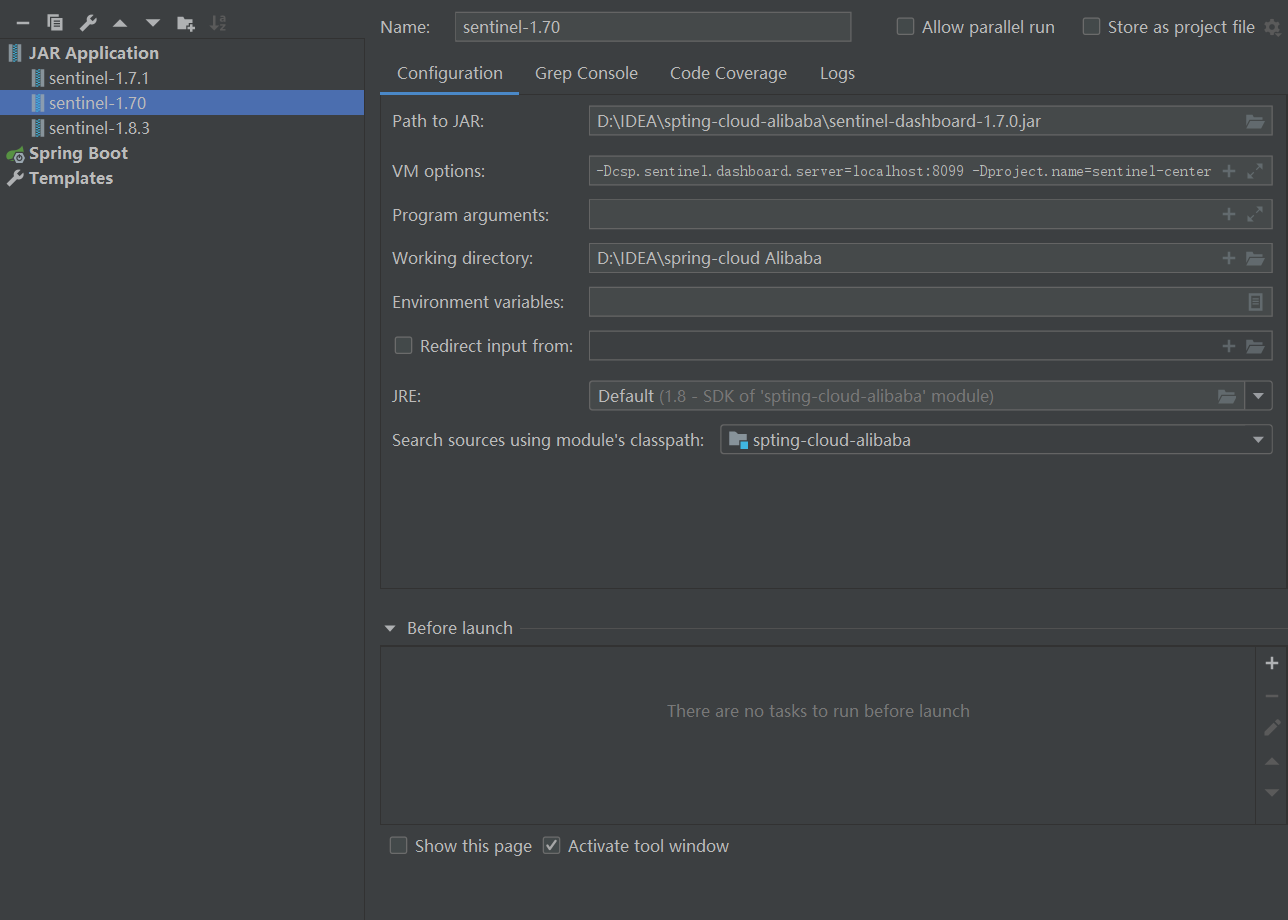 Name: sentinel-1.70 Allow parallel run Store as project file
JAR Application
sentinel-1.7.1
sentinel-1.70
sentinel-1.8.3
Spring Boot
Templates
Configuration Grep Console Code Coverage Logs
Path to JAR: D:\IDEA\spting-cloud-alibaba\sentinel-dashboard-1.7.0.jar
VM options: -Dcsp.sentinel.dashboard.server=localhost:8099 -Dproject.name=sentinel-center
Program arguments:
Working directory: D:\IDEA\spring-cloud Alibaba
Environment variables:
Redirect input from:
JRE: Default (1.8 - SDK of 'spting-cloud-alibaba' module)
Search sources using module's classpath: spting-cloud-alibaba
Before launch
There are no tasks to run before launch
Show this page Activate tool window